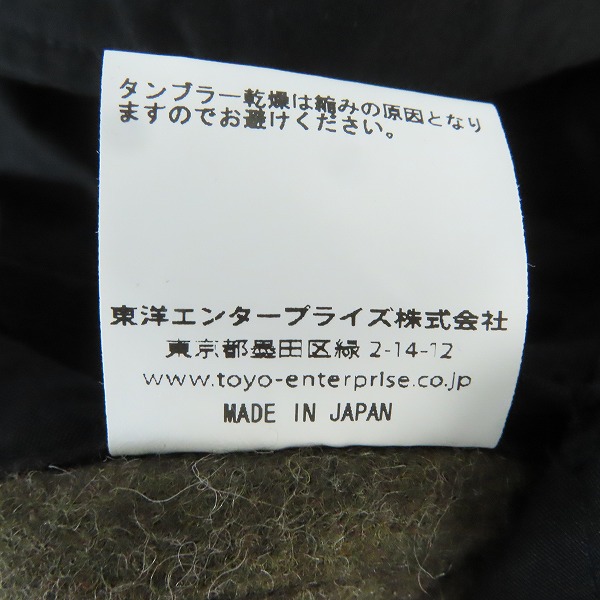 タンブラー乾燥は縮みの原因となり
ますのでお避けください。
東洋エンタープライズ株式会社
東京都墨田区緑 2-14-12
www.toyo-enterprise.co.jp
MADE IN JAPAN